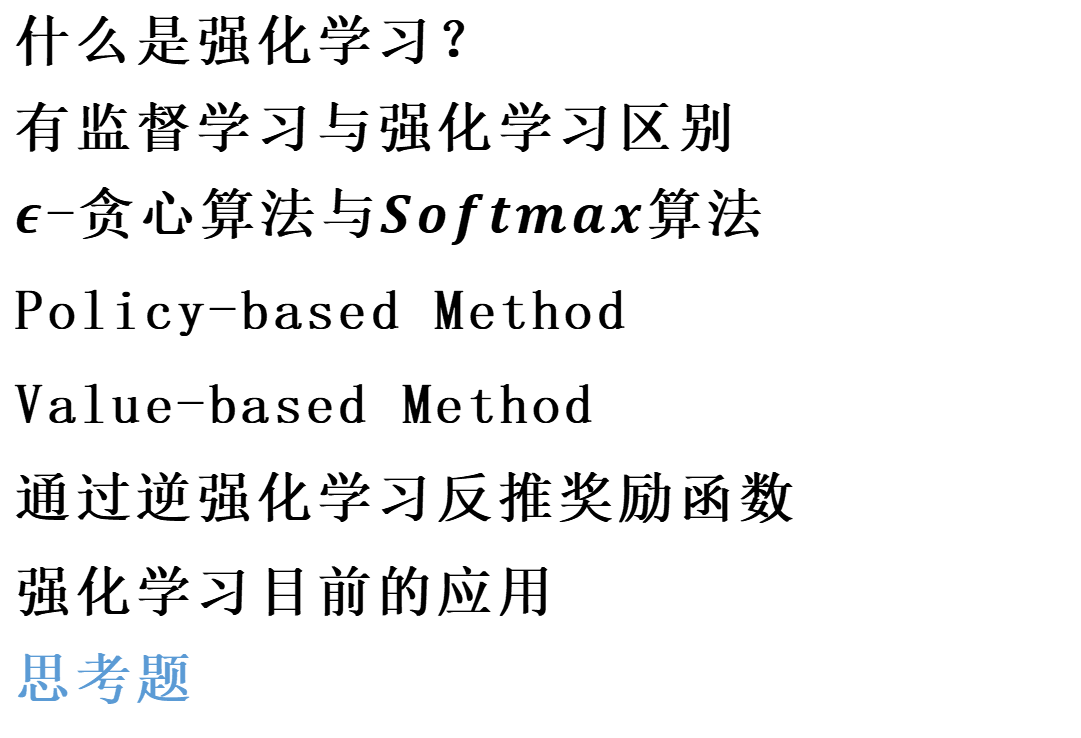 什么是强化学习？
有监督学习与强化学习区别
ϵ-贪心算法与Softmax算法
Policy-based Method
Value-based Method
通过逆强化学习反推奖励函数
强化学习目前的应用
思考题